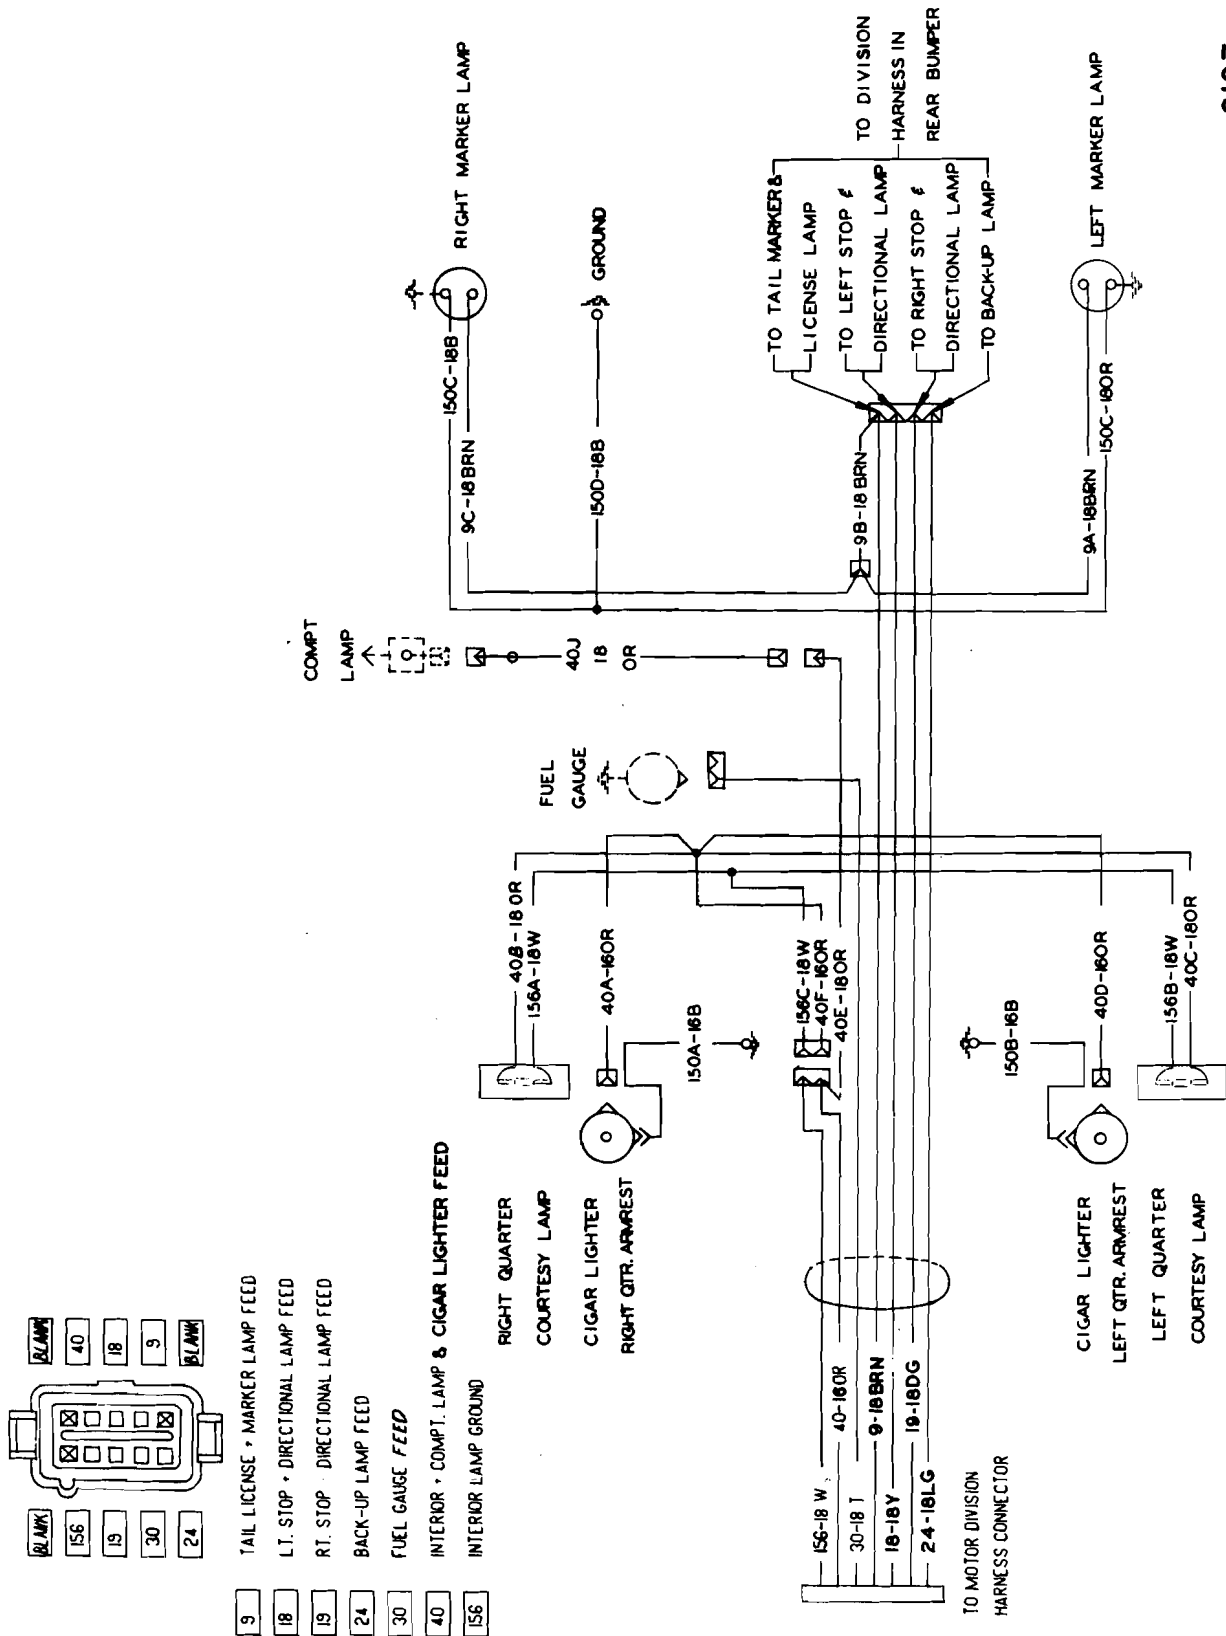 BLANK
156
19
30
24
BLANK
40
18
9
BLANK
9 TAIL LICENSE + MARKER LAMP FEED
18 LT. STOP + DIRECTIONAL LAMP FEED
19 RT. STOP · DIRECTIONAL LAMP FEED
24 BACK-UP LAMP FEED
30 FUEL GAUGE FEED
40 INTERIOR + COMPT. LAMP & CIGAR LIGHTER FEED
156 INTERIOR LAMP GROUND
RIGHT QUARTER
COURTESY LAMP
CIGAR LIGHTER
RIGHT QTR. ARMREST
40B-18OR
156A-18W
40A-16OR
150A-16B
156C-18W
40F-16OR
40E-18OR
FUEL
GAUGE
COMPT
LAMP
40J
18
OR
150C-18B
9C-18BRN
RIGHT MARKER LAMP
150D-18B
GROUND
9B-18BRN
TO TAIL MARKER &
LICENSE LAMP
TO LEFT STOP &
DIRECTIONAL LAMP
TO RIGHT STOP &
DIRECTIONAL LAMP
TO BACK-UP LAMP
TO DIVISION
HARNESS IN
REAR BUMPER
9A-18BRN
150C-18OR
LEFT MARKER LAMP
156-18 W
40-16OR
30-18 T
9-18BRN
18-18Y
19-18DG
24-18LG
TO MOTOR DIVISION
HARNESS CONNECTOR
150B-16B
40D-16OR
156B-18W
40C-18OR
CIGAR LIGHTER
LEFT QTR. ARMREST
LEFT QUARTER
COURTESY LAMP